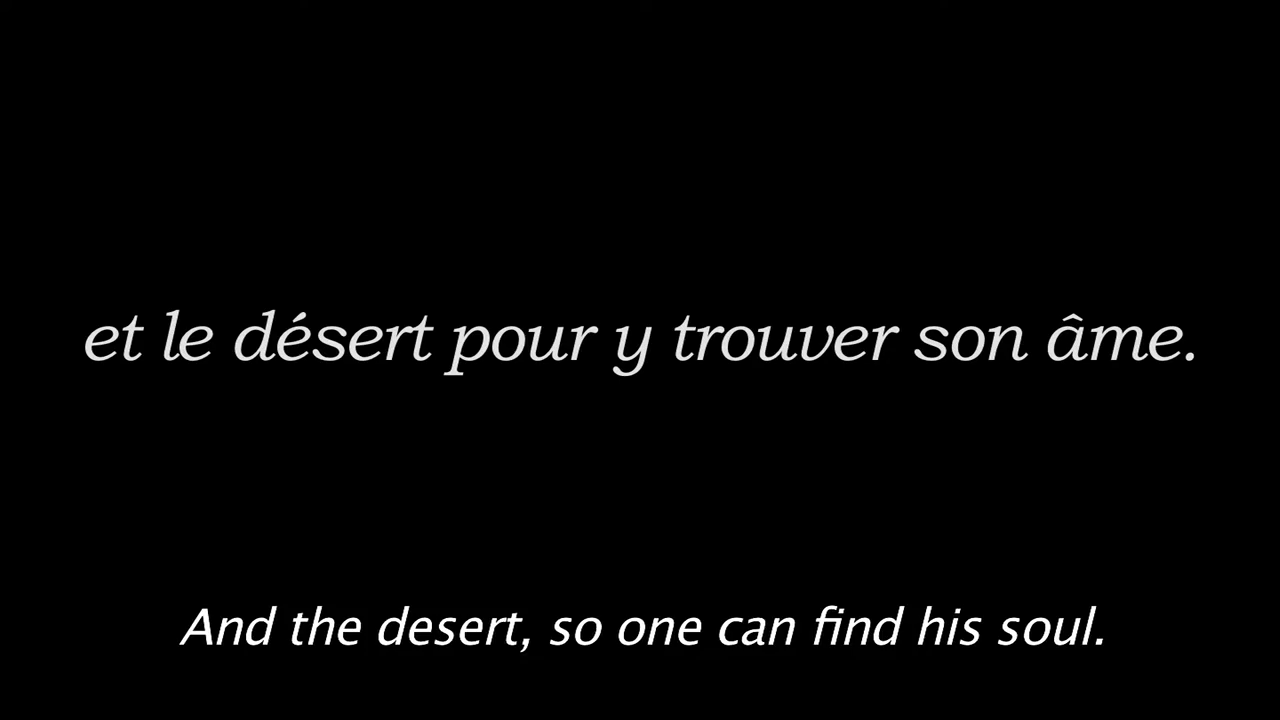 et le désert pour y trouver son âme.
And the desert, so one can find his soul.